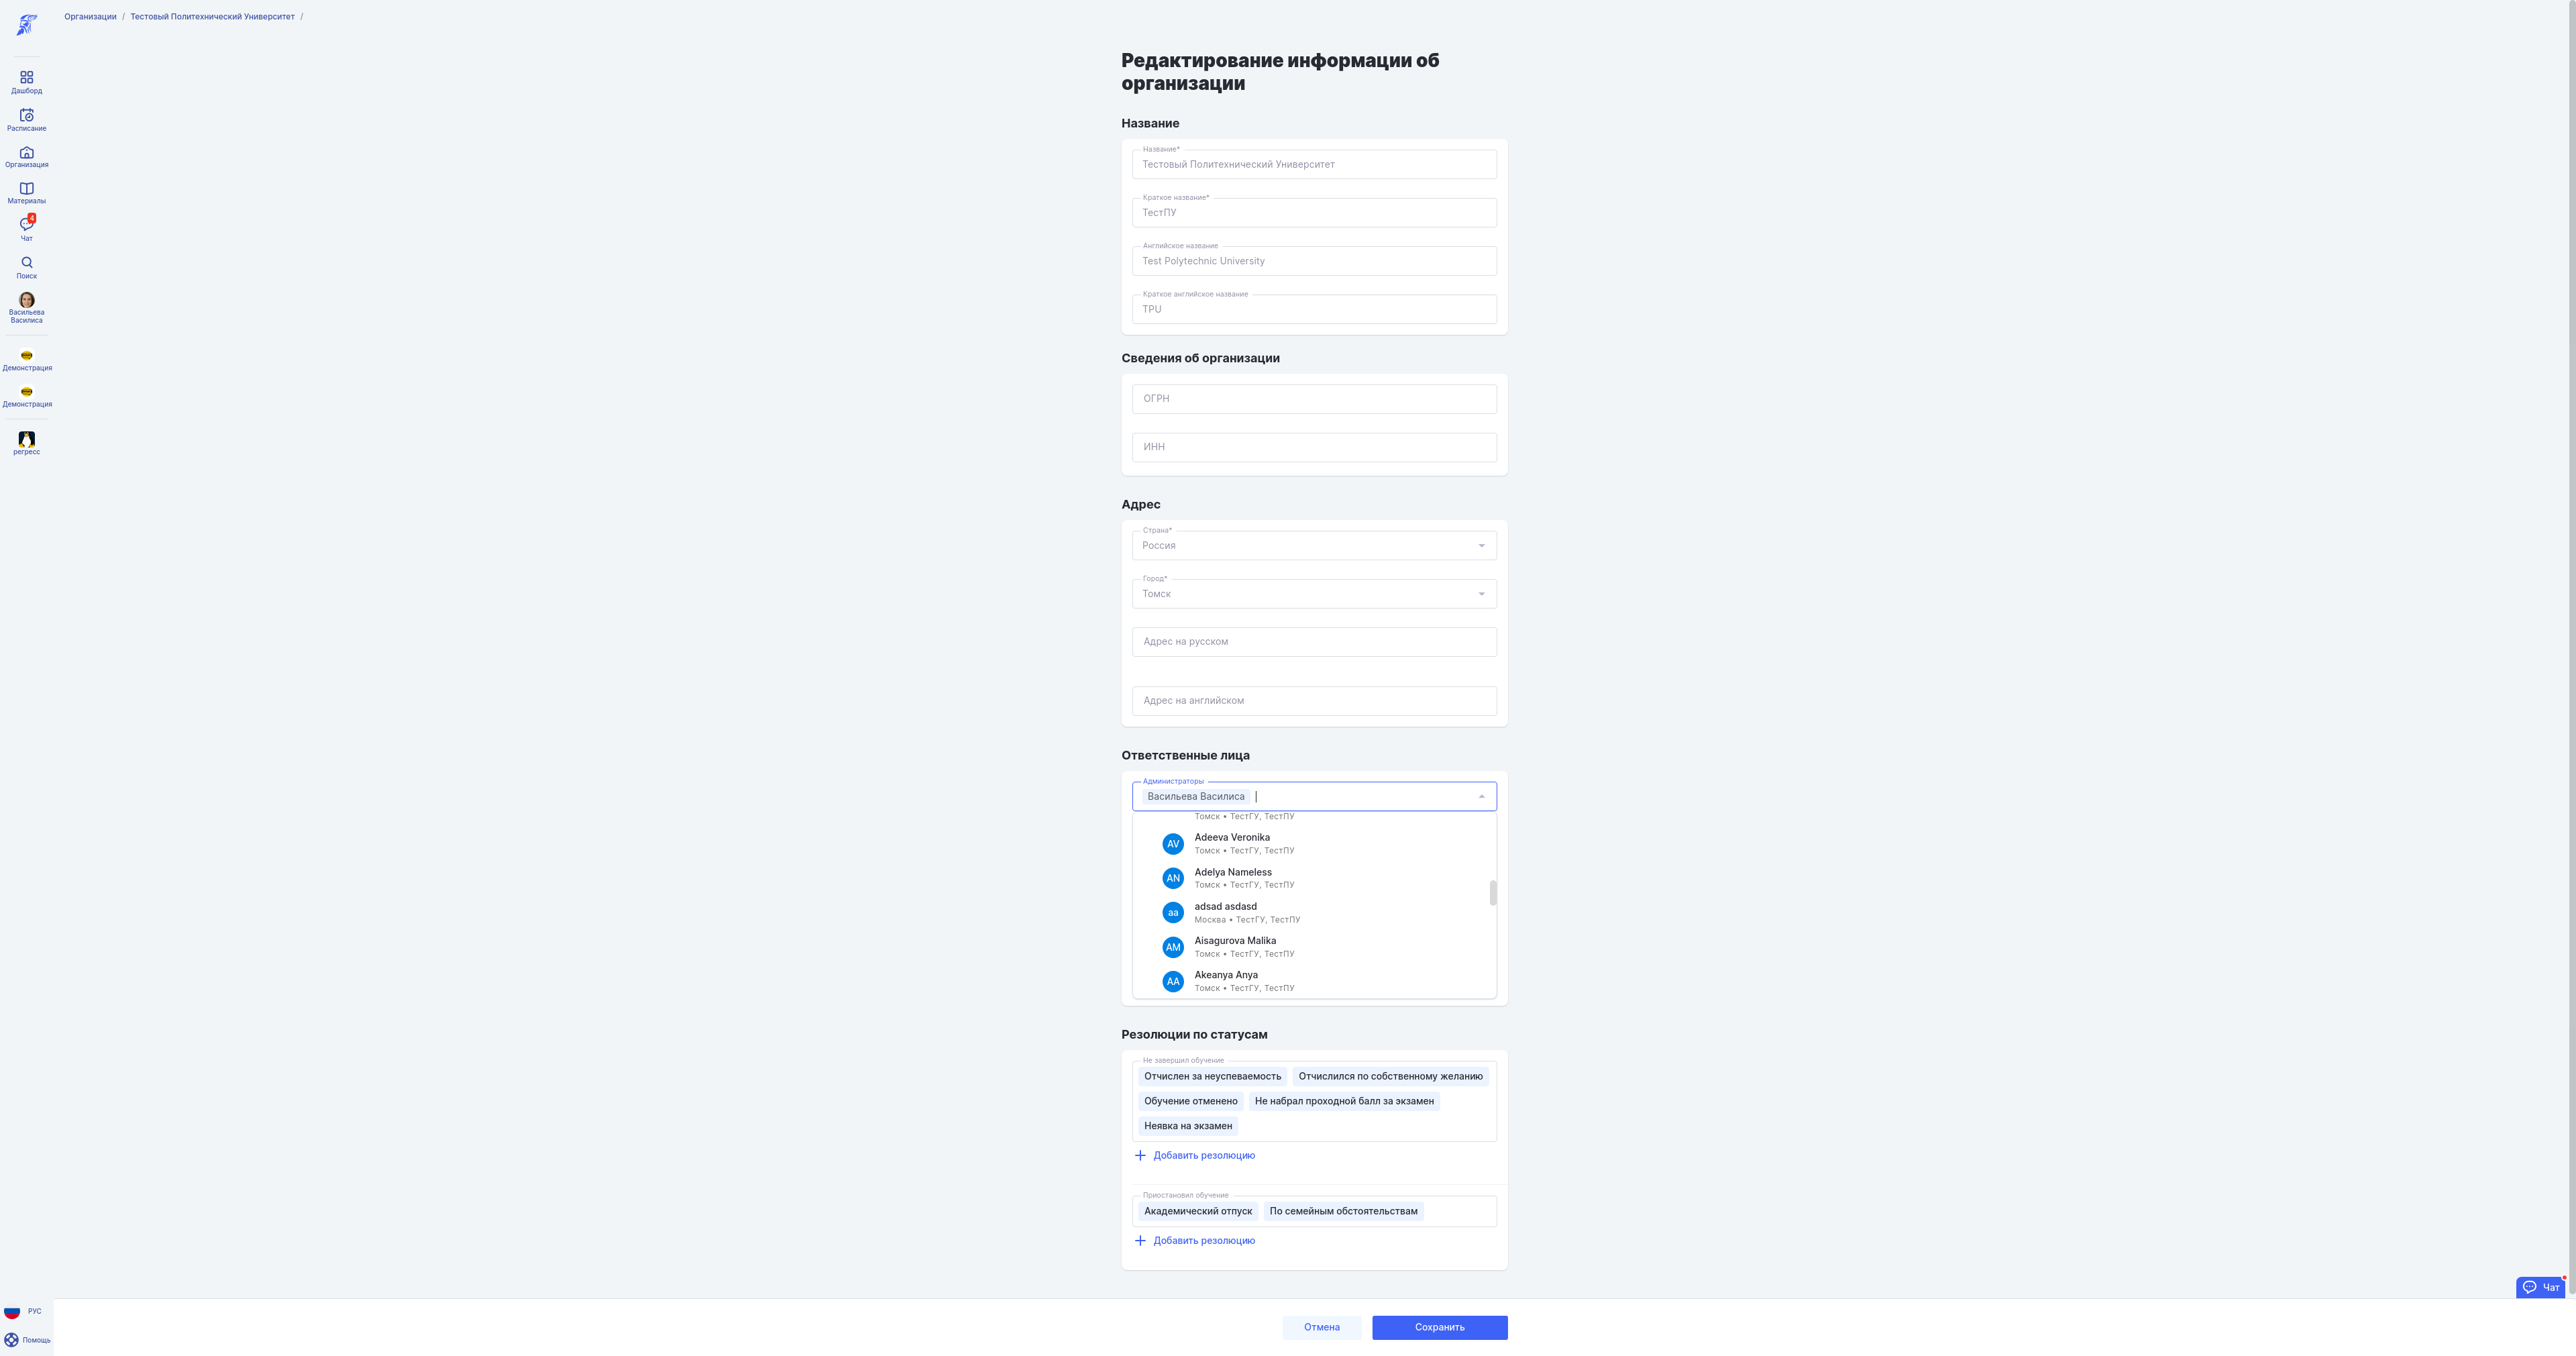 Организации / Тестовый Политехнический Университет /
Дашборд
Расписание
Организация
Материалы
4
Чат
Поиск
Васильева
Василиса
Демонстрация
Демонстрация
регресс
РУС
Помощь
Редактирование информации об
организации
Название
Название*
Тестовый Политехнический Университет
Краткое название*
ТестПУ
Английское название
Test Polytechnic University
Краткое английское название
TPU
Сведения об организации
ОГРН
ИНН
Адрес
Страна*
Россия
Город*
Томск
Адрес на русском
Адрес на английском
Ответственные лица
Администраторы
Васильева Василиса
Томск • ТестГУ, ТестПУ
AV Adeeva Veronika
Томск • ТестГУ, ТестПУ
AN Adelya Nameless
Томск • ТестГУ, ТестПУ
aa adsad asdasd
Москва • ТестГУ, ТестПУ
AM Aisagurova Malika
Томск • ТестГУ, ТестПУ
AA Akeanya Anya
Томск • ТестГУ, ТестПУ
Резолюции по статусам
Не завершил обучение
Отчислен за неуспеваемость Отчислился по собственному желанию
Обучение отменено Не набрал проходной балл за экзамен
Неявка на экзамен
Добавить резолюцию
Приостановил обучение
Академический отпуск По семейным обстоятельствам
Добавить резолюцию
Чат
Отмена Сохранить